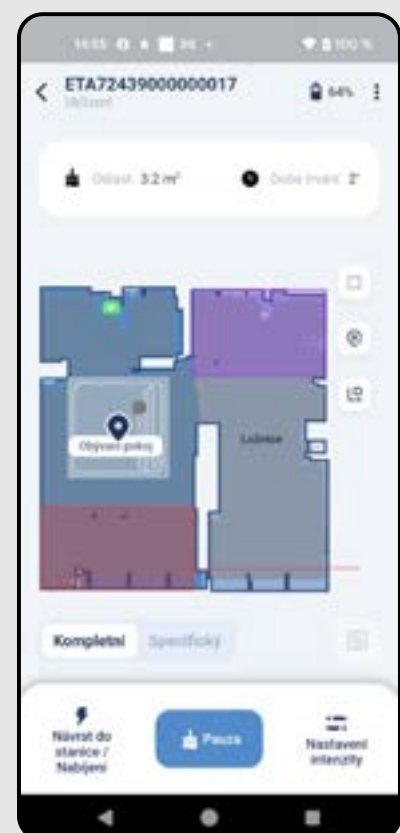 ETA72439000000017
64%
Oblast 3.2 m²
Doba trvání 2'
Obývací pokoj
Ložnice
Kompletní
Specifický
Návrat do
stanice /
Nabíjení
Pauza
Nastavení
intenzity